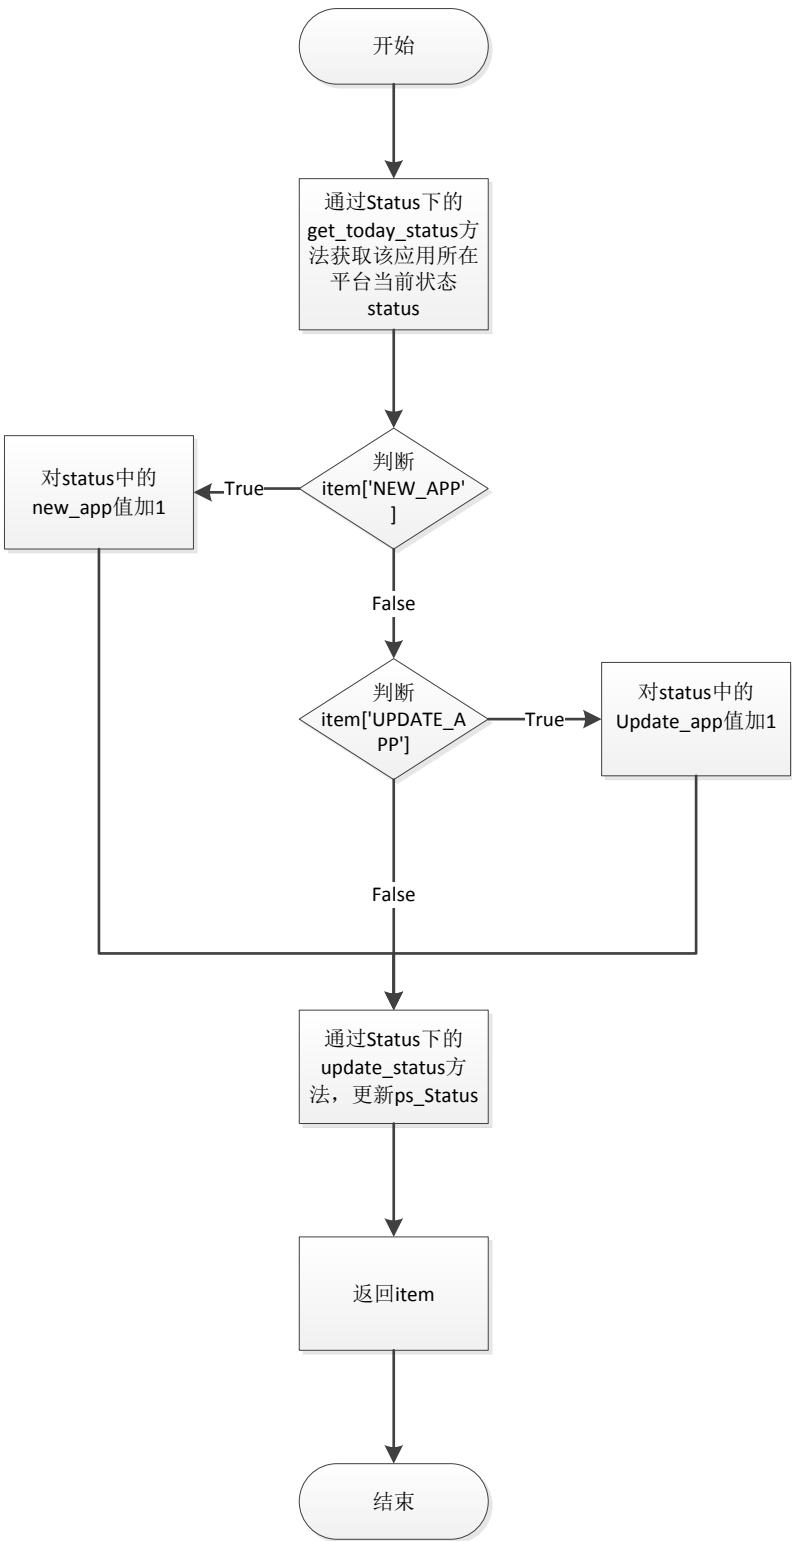 开始
通过Status下的
get_today_status方
法获取该应用所在
平台当前状态
status
判断
item['NEW_APP'
]
True
对status中的
new_app值加1
False
判断
item['UPDATE_A
PP']
True
对status中的
Update_app值加1
False
通过Status下的
update_status方
法，更新ps_Status
返回item
结束